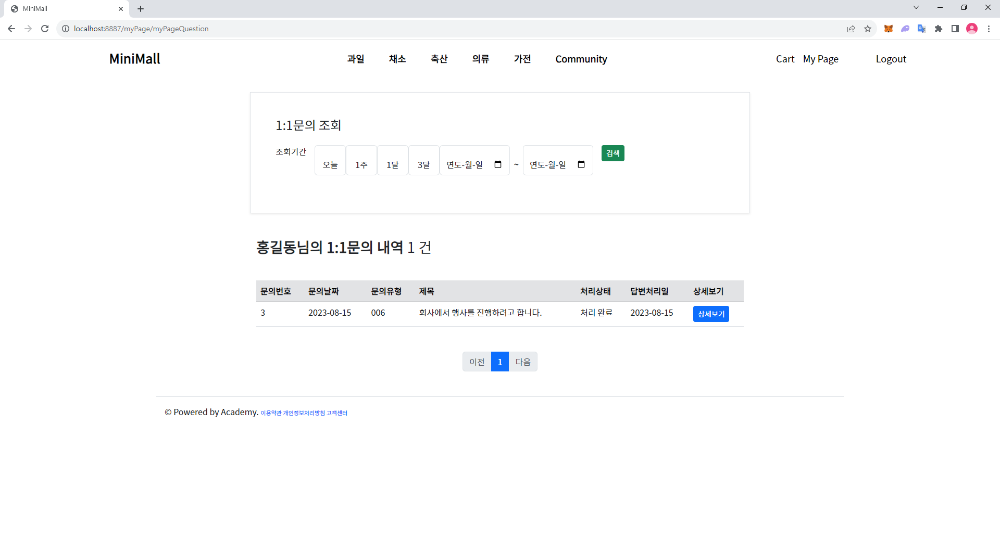 MiniMall
localhost:8887/myPage/myPageQuestion
MiniMall 과일 채소 축산 의류 가전 Community Cart My Page Logout
1:1문의 조회
조회기간 오늘 1주 1달 3달 연도-월-일 ~ 연도-월-일 검색
홍길동님의 1:1문의 내역 1 건
문의번호 문의날짜 문의유형 제목 처리상태 답변처리일 상세보기
3 2023-08-15 006 회사에서 행사를 진행하려고 합니다. 처리 완료 2023-08-15 상세보기
이전 1 다음
© Powered by Academy. 이용약관 개인정보처리방침 고객센터